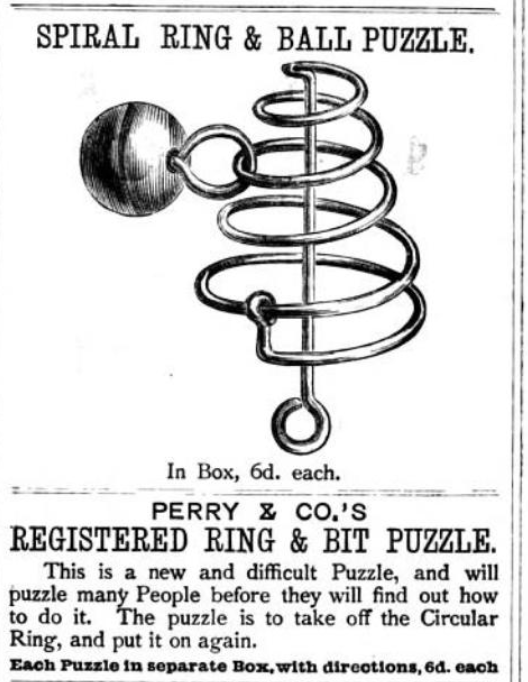 SPIRAL RING & BALL PUZZLE.
In Box, 6d. each.
PERRY & CO.'S
REGISTERED RING & BIT PUZZLE.
This is a new and difficult Puzzle, and will
puzzle many People before they will find out how
to do it. The puzzle is to take off the Circular
Ring, and put it on again.
Each Puzzle in separate Box, with directions, 6d. each